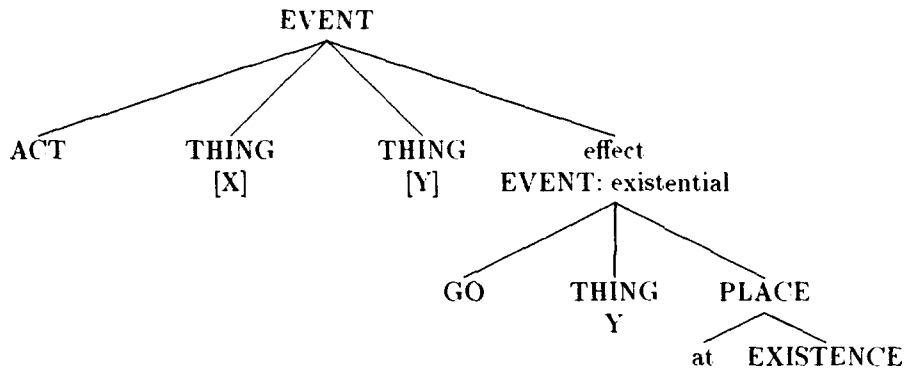 EVENT
ACT THING THING effect
[X] [Y] EVENT: existential
GO THING PLACE
Y
at EXISTENCE